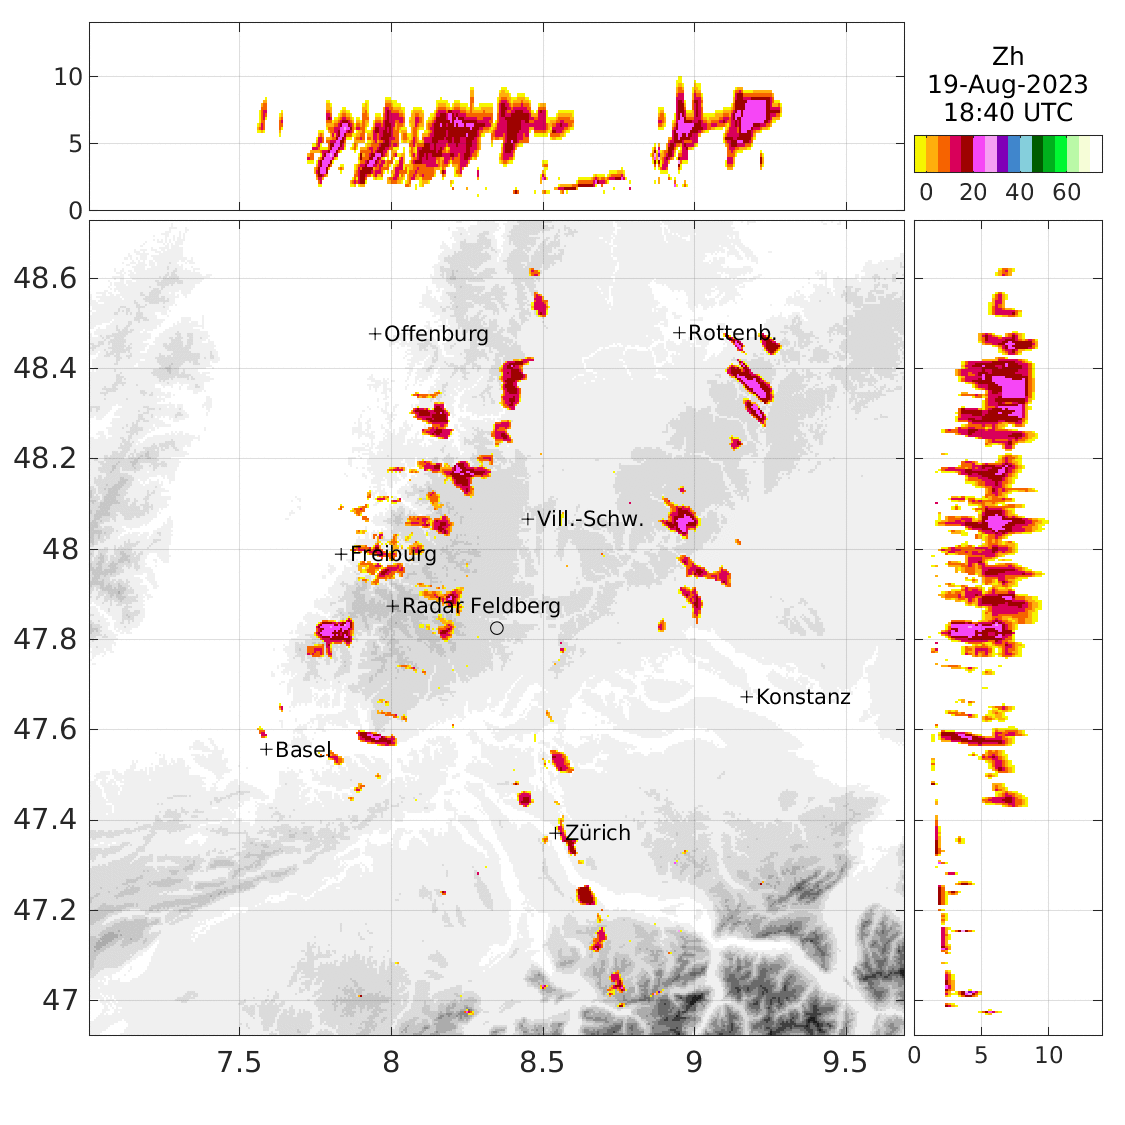 Zh
19-Aug-2023
18:40 UTC
0 20 40 60
10
5
0
48.6
48.4
48.2
48
47.8
47.6
47.4
47.2
47
+Offenburg
+Rottenb.
+Vill.-Schw.
+Freiburg
+Radar Feldberg
+Konstanz
+Basel
+Zürich
7.5 8 8.5 9 9.5
0 5 10